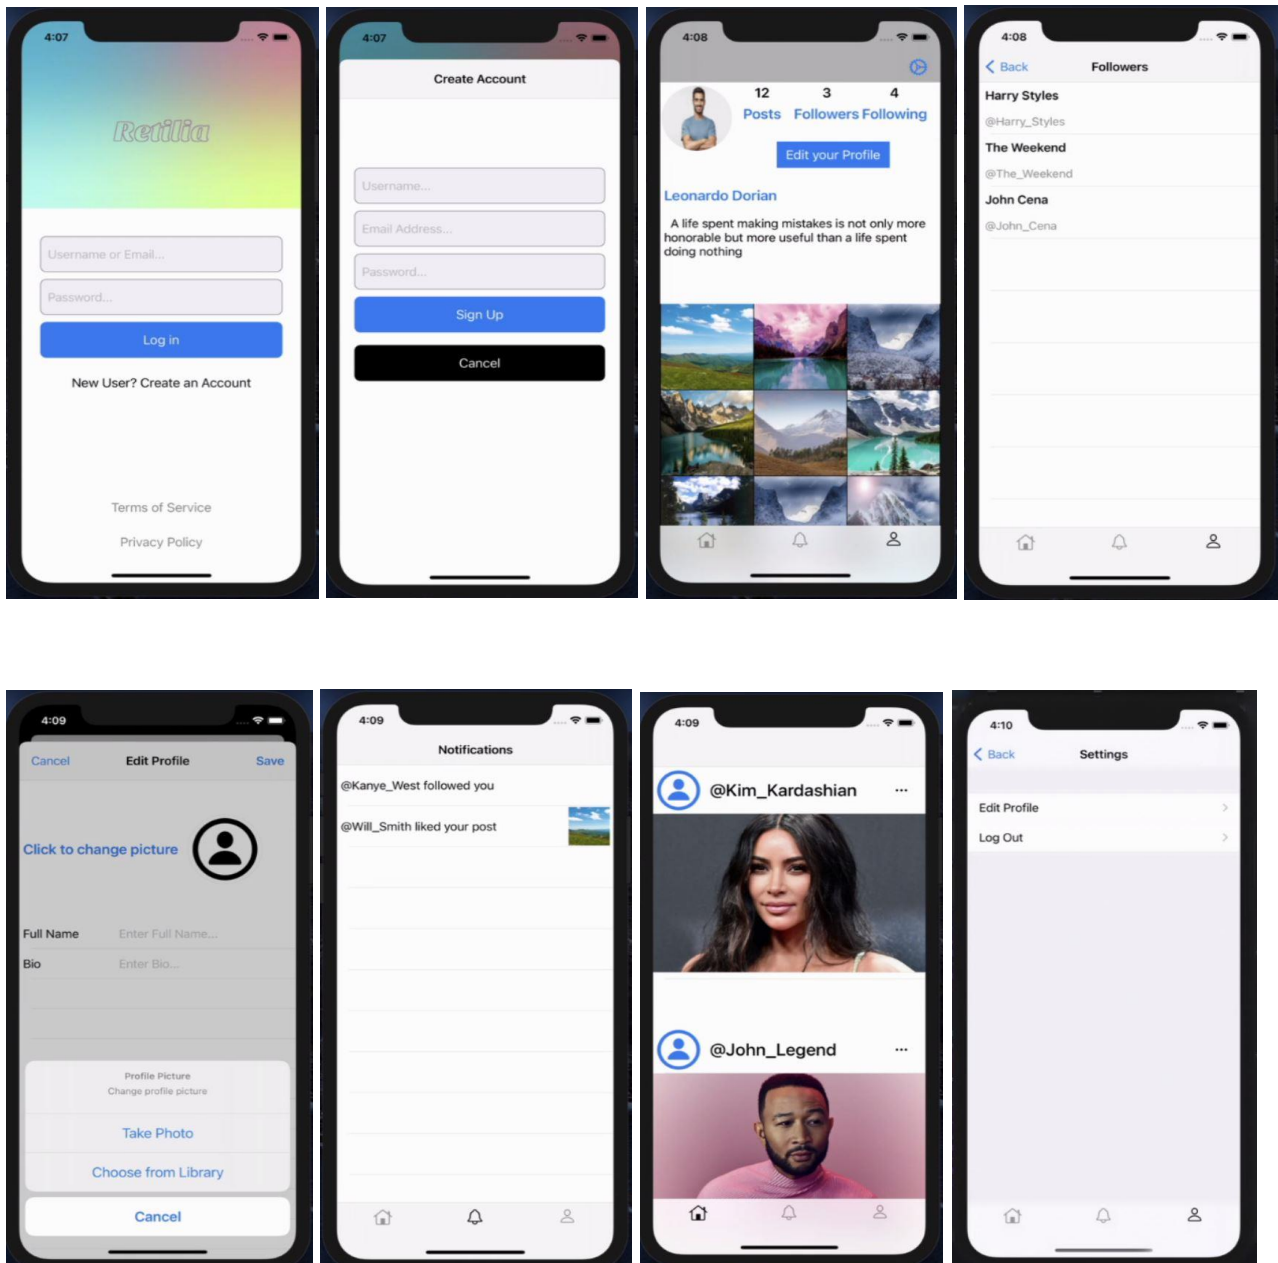 4:07
Retilia
Username or Email...
Password...
Log in
New User? Create an Account
Terms of Service
Privacy Policy
4:07
Create Account
Username...
Email Address...
Password...
Sign Up
Cancel
4:08
12 3 4
Posts Followers Following
Edit your Profile
Leonardo Dorian
A life spent making mistakes is not only more
honorable but more useful than a life spent
doing nothing
4:08
Back Followers
Harry Styles
@Harry_Styles
The Weekend
@The_Weekend
John Cena
@John_Cena
4:09
Cancel Edit Profile Save
Click to change picture
Full Name Enter Full Name...
Bio Enter Bio...
Profile Picture
Change profile picture
Take Photo
Choose from Library
Cancel
4:09
Notifications
@Kanye_West followed you
@Will_Smith liked your post
4:09
@Kim_Kardashian ...
@John_Legend ...
4:10
Back Settings
Edit Profile
Log Out